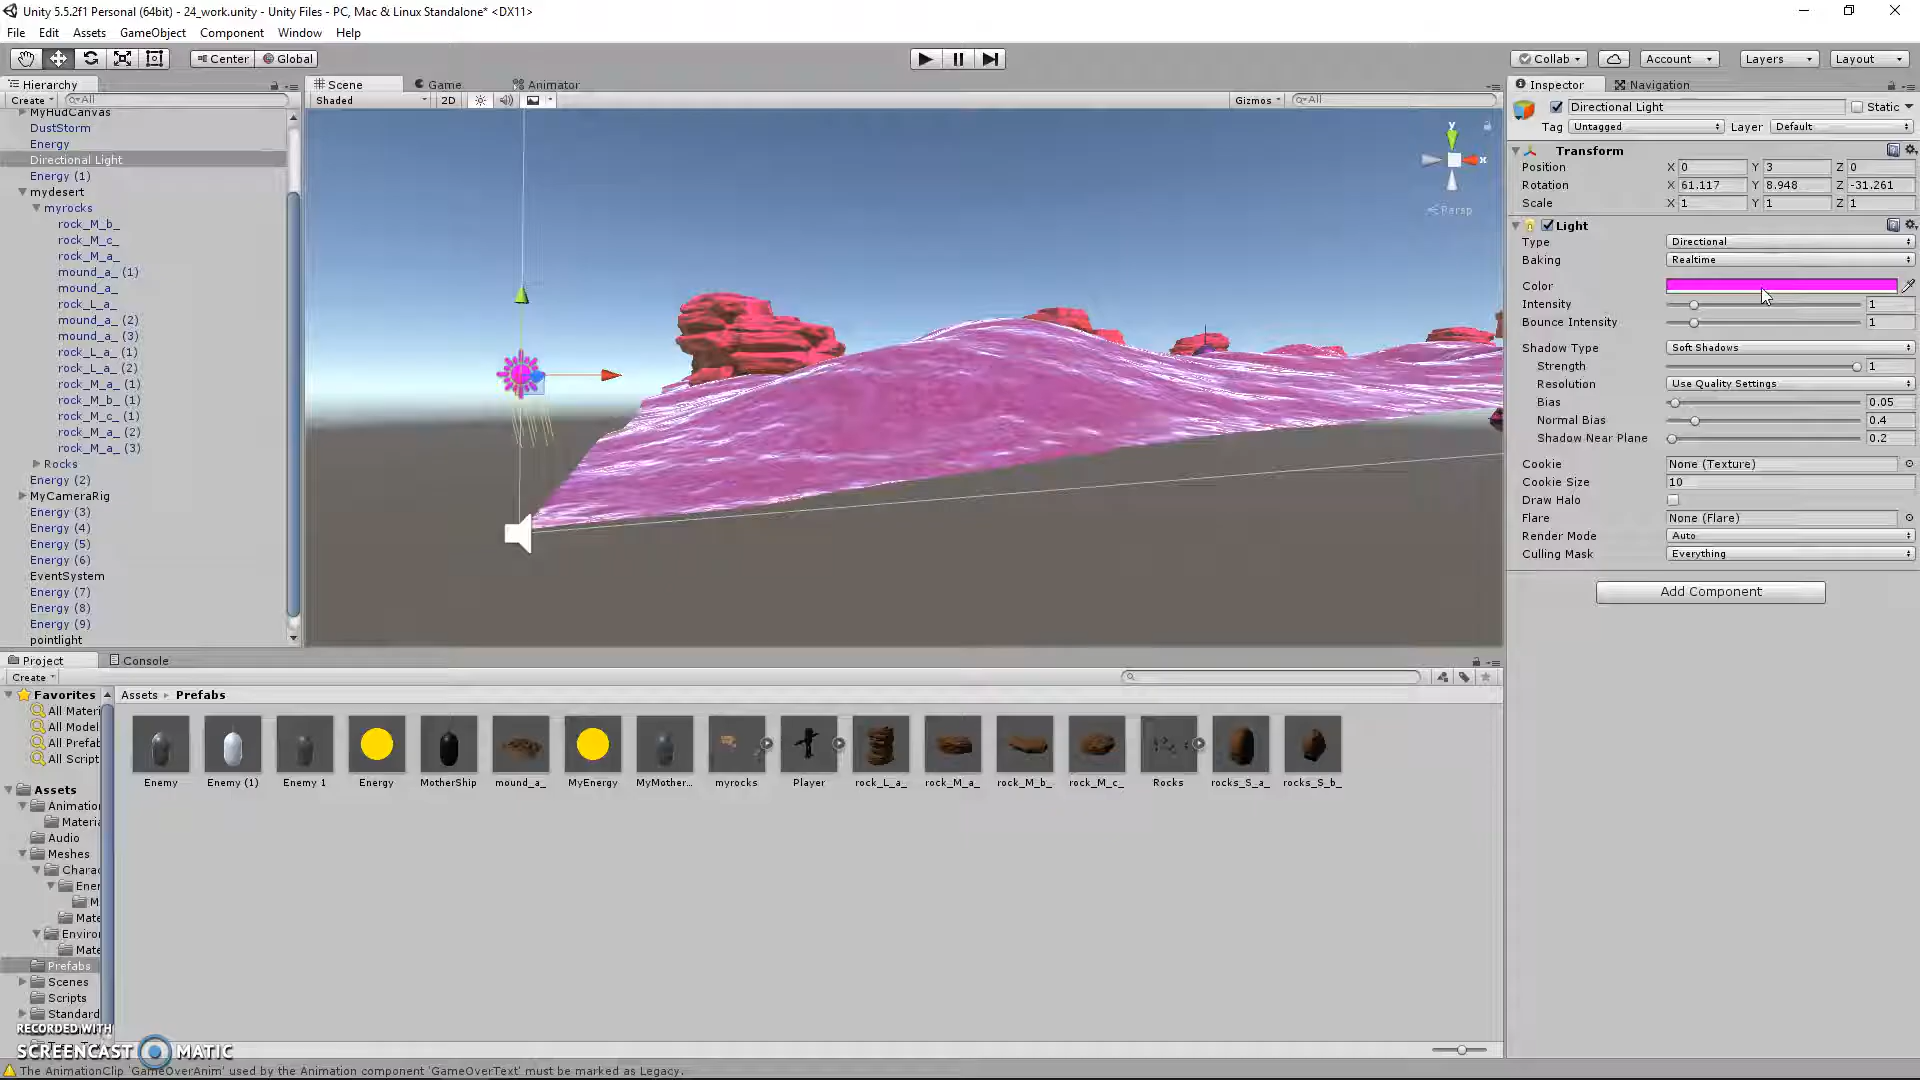 Unity 5.5.2f1 Personal (64bit) - 24_work.unity - Unity Files - PC, Mac & Linux Standalone* <DX11>
File Edit Assets GameObject Component Window Help
Center Global Collab Account Layers Layout
Hierarchy
Create All
MyHudCanvas
DustStorm
Energy
Directional Light
Energy (1)
mydesert
myrocks
rock_M_b_
rock_M_c_
rock_M_a_
mound_a_ (1)
mound_a_
rock_L_a_
mound_a_ (2)
mound_a_ (3)
rock_L_a_ (1)
rock_L_a_ (2)
rock_M_a_ (1)
rock_M_b_ (1)
rock_M_c_ (1)
rock_M_a_ (2)
rock_M_a_ (3)
Rocks
Energy (2)
MyCameraRig
Energy (3)
Energy (4)
Energy (5)
Energy (6)
EventSystem
Energy (7)
Energy (8)
Energy (9)
pointlight
Scene Game Animator
Shaded 2D Gizmos All
y
x
Persp
Inspector Navigation
Directional Light Static
Tag Untagged Layer Default
Transform
Position X 0 Y 3 Z 0
Rotation X 61.117 Y 8.948 Z -31.261
Scale X 1 Y 1 Z 1
Light
Type Directional
Baking Realtime
Color
Intensity 1
Bounce Intensity 1
Shadow Type Soft Shadows
Strength 1
Resolution Use Quality Settings
Bias 0.05
Normal Bias 0.4
Shadow Near Plane 0.2
Cookie None (Texture)
Cookie Size 10
Draw Halo
Flare None (Flare)
Render Mode Auto
Culling Mask Everything
Add Component
Project Console
Create
Favorites
All Materi
All Model
All Prefab
All Script
Assets
Animation
Materia
Audio
Meshes
Charac
Ener
M
Mate
Enviro
Mate
Prefabs
Scenes
Scripts
Standard
Assets Prefabs
Enemy Enemy (1) Enemy 1 Energy MotherShip mound_a_ MyEnergy MyMother... myrocks Player rock_L_a_ rock_M_a_ rock_M_b_ rock_M_c_ Rocks rocks_S_a_ rocks_S_b_
RECORDED WITH
SCREENCAST MATIC
The AnimationClip 'GameOverAnim' used by the Animation component 'GameOverText' must be marked as Legacy.